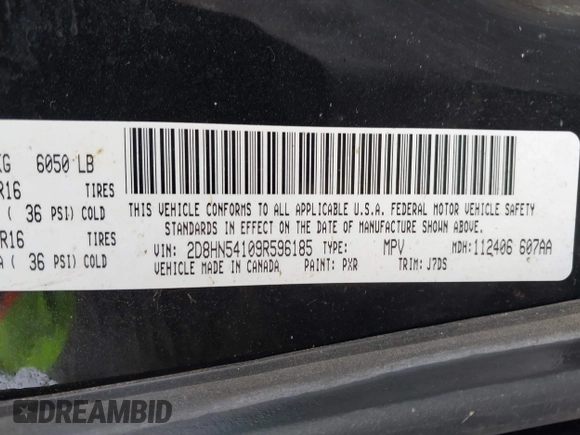 KG 6050 LB
R16 TIRES
( 36 PSI) COLD
R16 TIRES
A ( 36 PSI) COLD
THIS VEHICLE CONFORMS TO ALL APPLICABLE U.S.A. FEDERAL MOTOR VEHICLE SAFETY
STANDARDS IN EFFECT ON THE DATE OF MANUFACTURE SHOWN ABOVE.
VIN: 2D8HN54109R596185 TYPE: MPV MDH: 112406 607AA
VEHICLE MADE IN CANADA PAINT: PXR TRIM: J7DS
DREAMBID